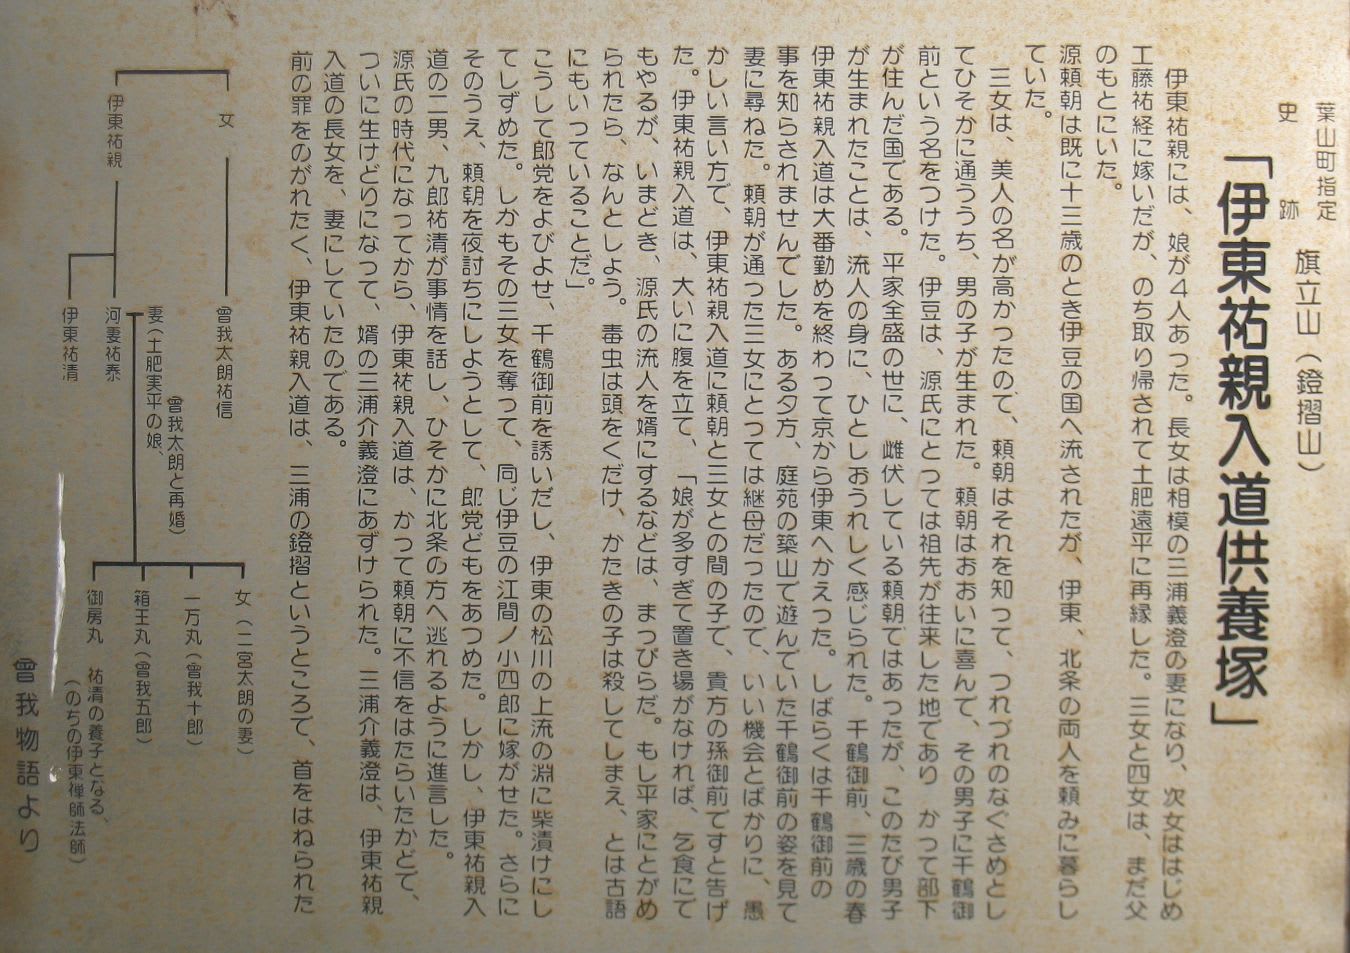 葉山町指定
史跡
旗立山（鐙摺山）
「伊東祐親入道供養塚」
伊東祐親には、娘が４人あった。長女は相模の三浦義澄の妻になり、次女ははじめ
工藤祐経に嫁いだが、のち取り帰されて土肥遠平に再縁した。三女と四女は、まだ父
のもとにいた。
源頼朝は既に十三歳のとき伊豆の国へ流されたが、伊東、北条の両人を頼みに暮らし
ていた。
三女は、美人の名が高かったので、頼朝はそれを知って、つれづれのなぐさめとし
てひそかに通ううち、男の子が生まれた。頼朝はおおいに喜んで、その男子に千鶴御
前という名をつけた。伊豆は、源氏にとっては祖先が往来した地であり　かつて部下
が住んだ国である。平家全盛の世に、雌伏している頼朝ではあったが、このたび男子
が生まれたことは、流人の身に、ひとしおうれしく感じられた。千鶴御前、三歳の春
伊東祐親入道は大番勤めを終わって京から伊東へかえった。しばらくは千鶴御前の
事を知らされませんでした。ある夕方、庭苑の築山で遊んでいた千鶴御前の姿を見て
妻に尋ねた。頼朝が通った三女にとっては継母だったので、いい機会とばかりに、愚
かしい言い方で、伊東祐親入道に頼朝と三女との間の子で、貴方の孫御前ですと告げ
た。伊東祐親入道は、大いに腹を立て、「娘が多すぎて置き場がなければ、乞食にで
もやるが、いまどき、源氏の流人を婿にするなどは、まっぴらだ。もし平家にとがめ
られたら、なんとしよう。毒虫は頭をくだけ、かたきの子は殺してしまえ、とは古語
にもいっていることだ。」
こうして郎党をよびよせ、千鶴御前を誘いだし、伊東の松川の上流の淵に柴漬けにし
てしずめた。しかもその三女を奪って、同じ伊豆の江間ノ小四郎に嫁がせた。さらに
そのうえ、頼朝を夜討ちにしようとして、郎党どもをあつめた。しかし、伊東祐親入
道の二男、九郎祐清が事情を話し、ひそかに北条の方へ逃れるように進言した。
源氏の時代になってから、伊東祐親入道は、かつて頼朝に不信をはたらいたかどで、
ついに生けどりになって、婿の三浦介義澄にあずけられた。三浦介義澄は、伊東祐親
入道の長女を、妻にしていたのである。
前の罪をのがれたく、伊東祐親入道は、三浦の鐙摺というところで、首をはねられた
女
曾我太朗祐信
伊東祐親
妻（土肥実平の娘、
曾我太朗と再婚）
河妻祐泰
伊東祐清
女（二宮太朗の妻）
一万丸（曾我十郎）
箱王丸（曾我五郎）
御房丸　祐清の養子となる、
（のちの伊東禅師法師）
曾我物語より